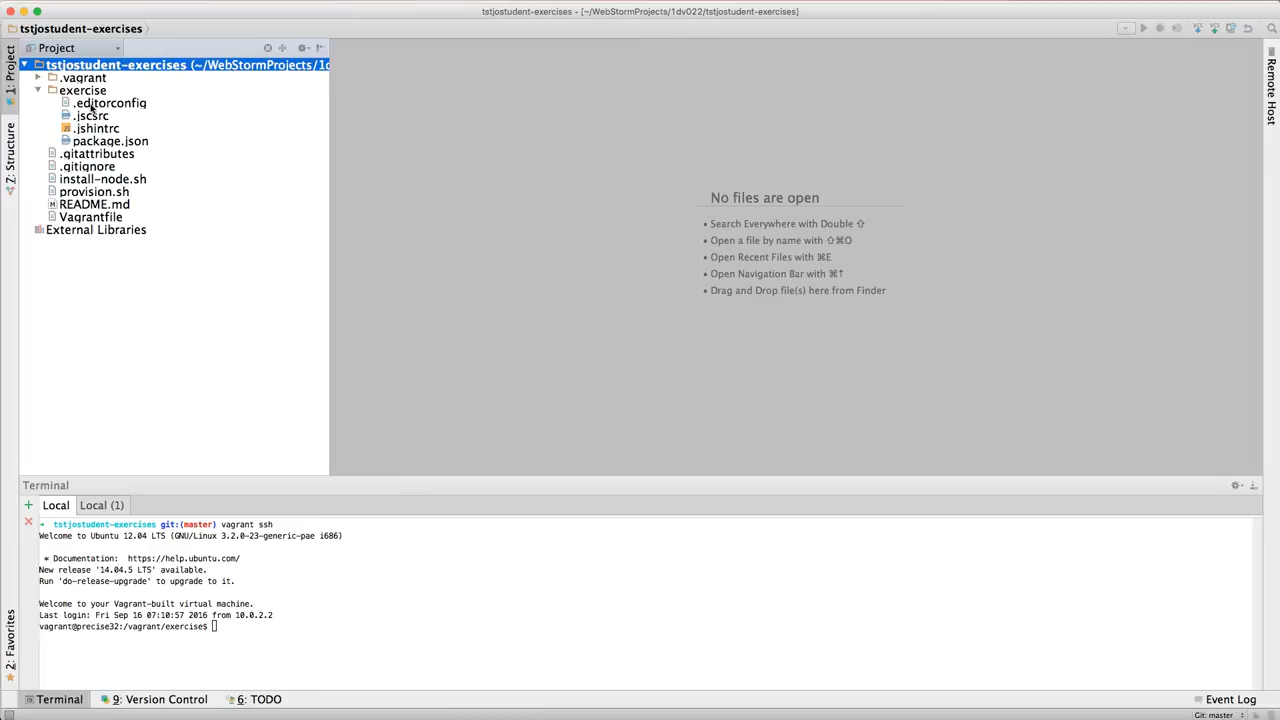 tstjostudent-exercises - [~/WebStormProjects/1dv022/tstjostudent-exercises]
tstjostudent-exercises
1: Project
Z: Structure
2: Favorites
Project
tstjostudent-exercises (~/WebStormProjects/1d
.vagrant
exercise
.editorconfig
.jscsrc
.jshintrc
package.json
.gitattributes
.gitignore
install-node.sh
provision.sh
README.md
Vagrantfile
External Libraries
No files are open
• Search Everywhere with Double ⇧
• Open a file by name with ⇧⌘O
• Open Recent Files with ⌘E
• Open Navigation Bar with ⌘↑
• Drag and Drop file(s) here from Finder
Remote Host
Terminal
Local
Local (1)
→ tstjostudent-exercises git:(master) vagrant ssh
Welcome to Ubuntu 12.04 LTS (GNU/Linux 3.2.0-23-generic-pae i686)
* Documentation: https://help.ubuntu.com/
New release '14.04.5 LTS' available.
Run 'do-release-upgrade' to upgrade to it.
Welcome to your Vagrant-built virtual machine.
Last login: Fri Sep 16 07:10:57 2016 from 10.0.2.2
vagrant@precise32:/vagrant/exercise$
Terminal
9: Version Control
6: TODO
Event Log
Git: master